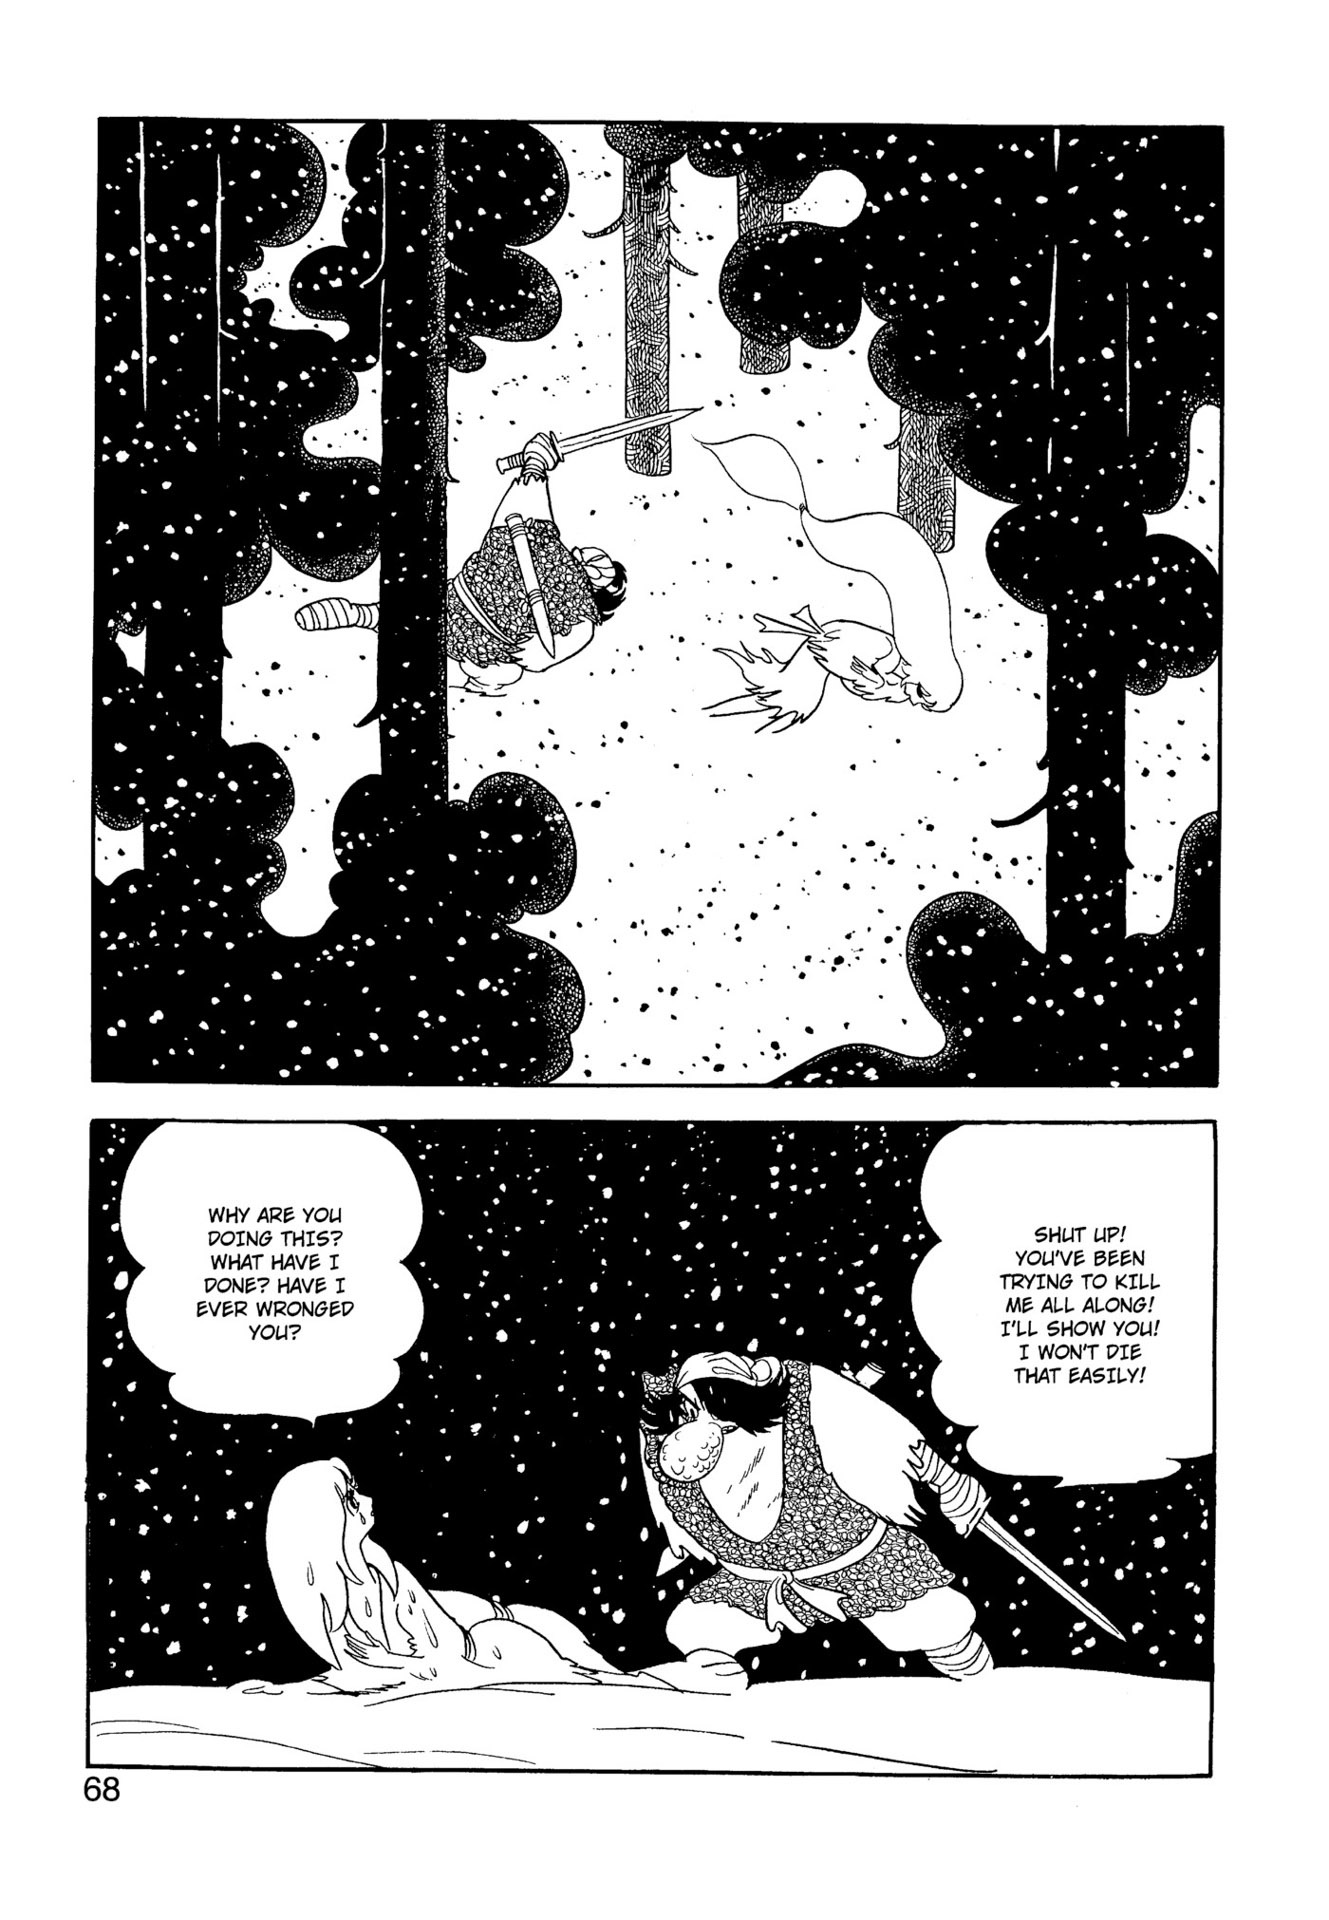 WHY ARE YOU
DOING THIS?
WHAT HAVE I
DONE? HAVE I
EVER WRONGED
YOU?
SHUT UP!
YOU'VE BEEN
TRYING TO KILL
ME ALL ALONG!
I'LL SHOW YOU!
I WON'T DIE
THAT EASILY!
68